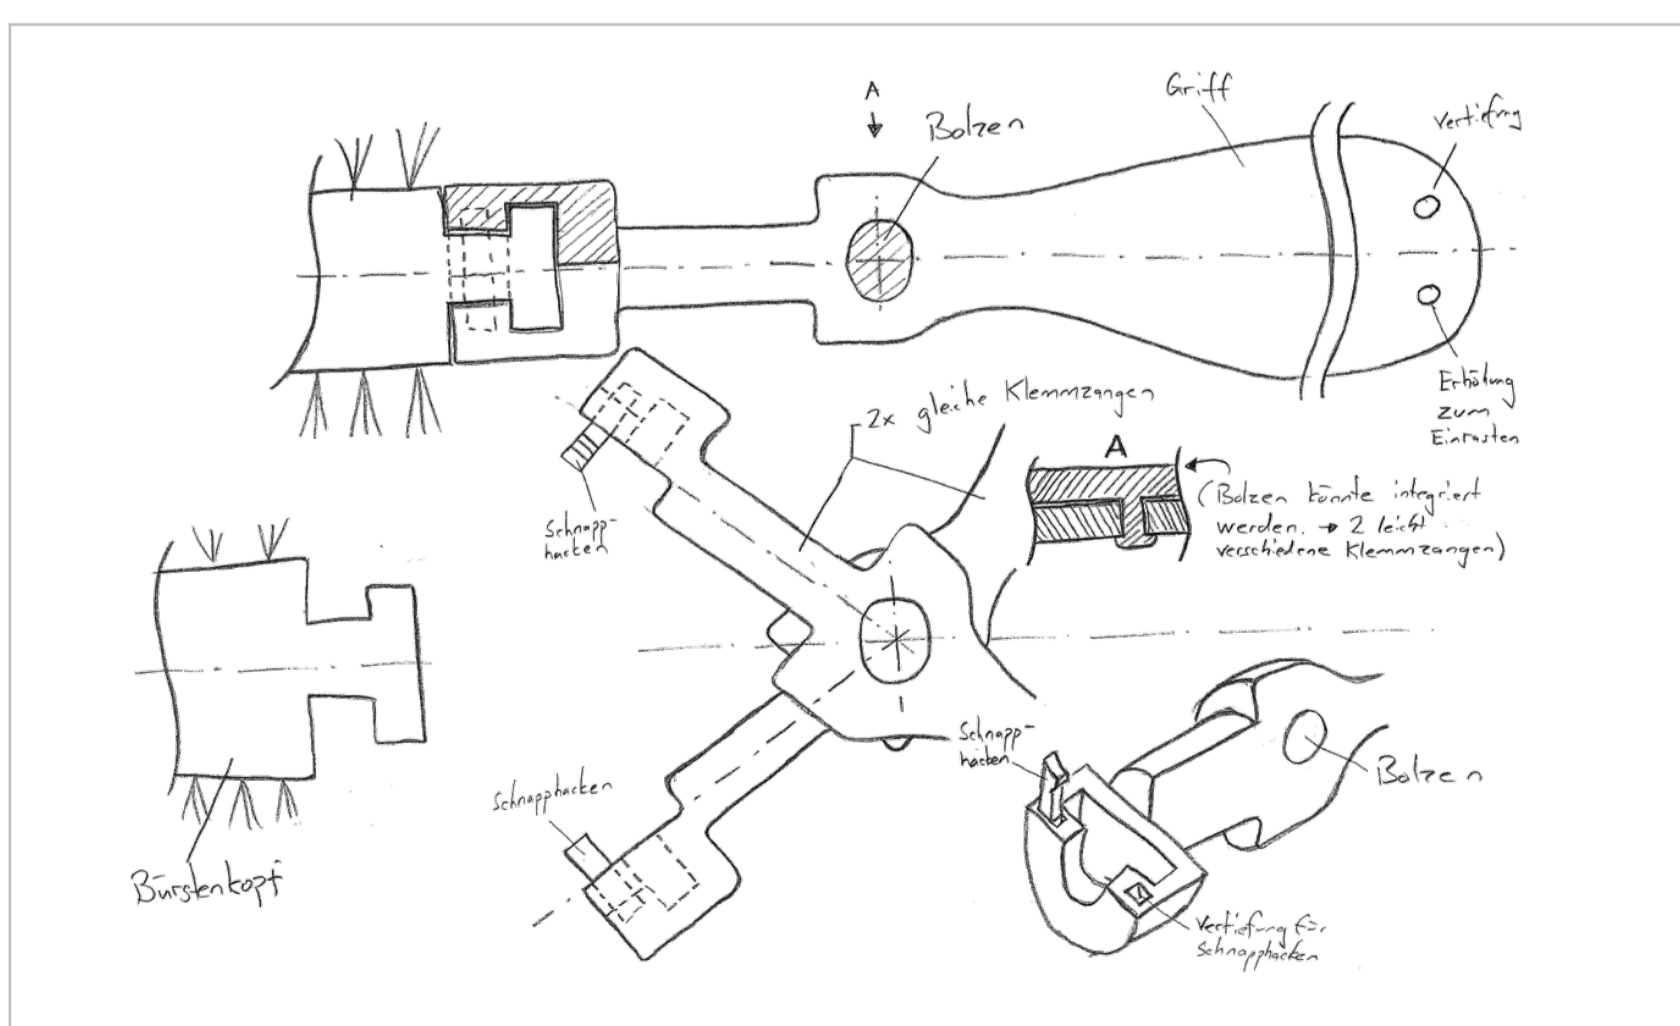 A
Bolzen
Griff
Vertiefung
Erhöhung
zum
Einrasten
2x gleiche Klemmzangen
A
(Bolzen könnte integriert
werden. → 2 leicht
verschiedene Klemmzangen)
Schnapp-
hacken
Schnapp-
hacken
Bolzen
Schnapphacken
Bürstenkopf
Vertiefung für
Schnapphacken